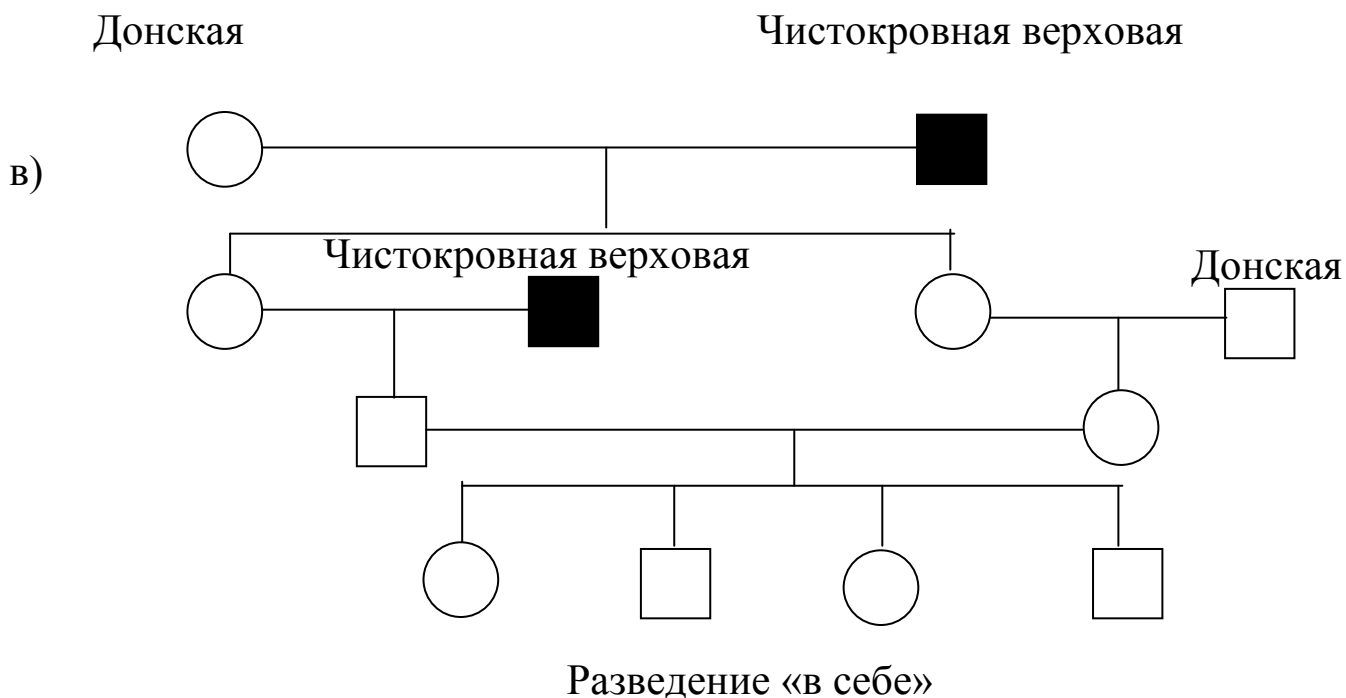 Донская Чистокровная верховая
в)
Чистокровная верховая
Донская
Разведение «в себе»